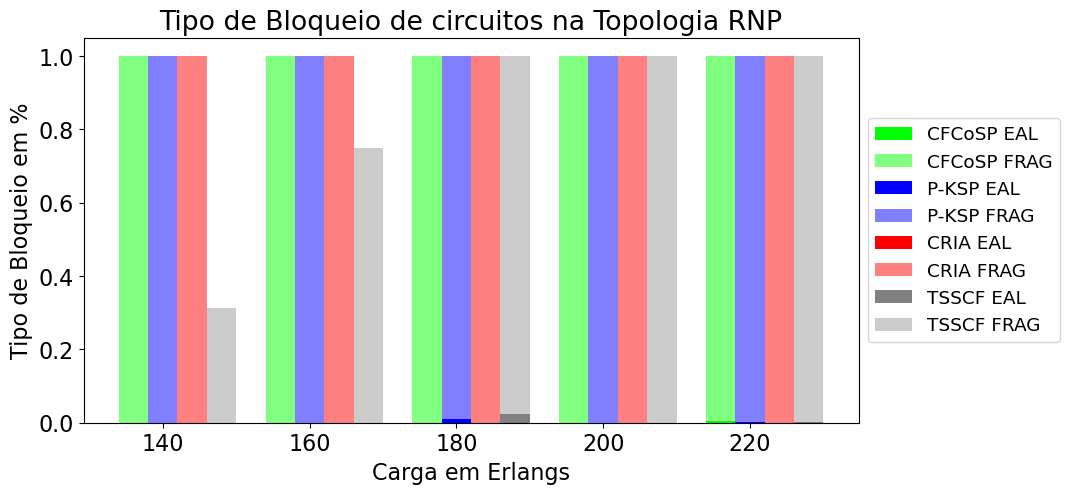 Tipo de Bloqueio de circuitos na Topologia RNP
Tipo de Bloqueio em %
1.0
0.8
0.6
0.4
0.2
0.0
140 160 180 200 220
Carga em Erlangs
CFCoSP EAL
CFCoSP FRAG
P-KSP EAL
P-KSP FRAG
CRIA EAL
CRIA FRAG
TSSCF EAL
TSSCF FRAG